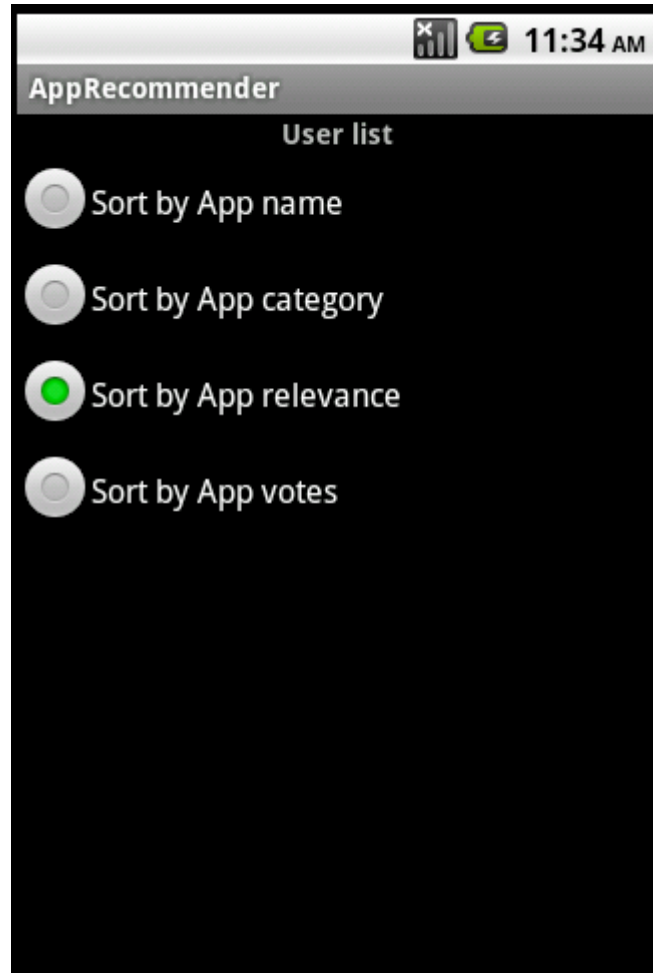 11:34 AM
AppRecommender
User list
Sort by App name
Sort by App category
Sort by App relevance
Sort by App votes